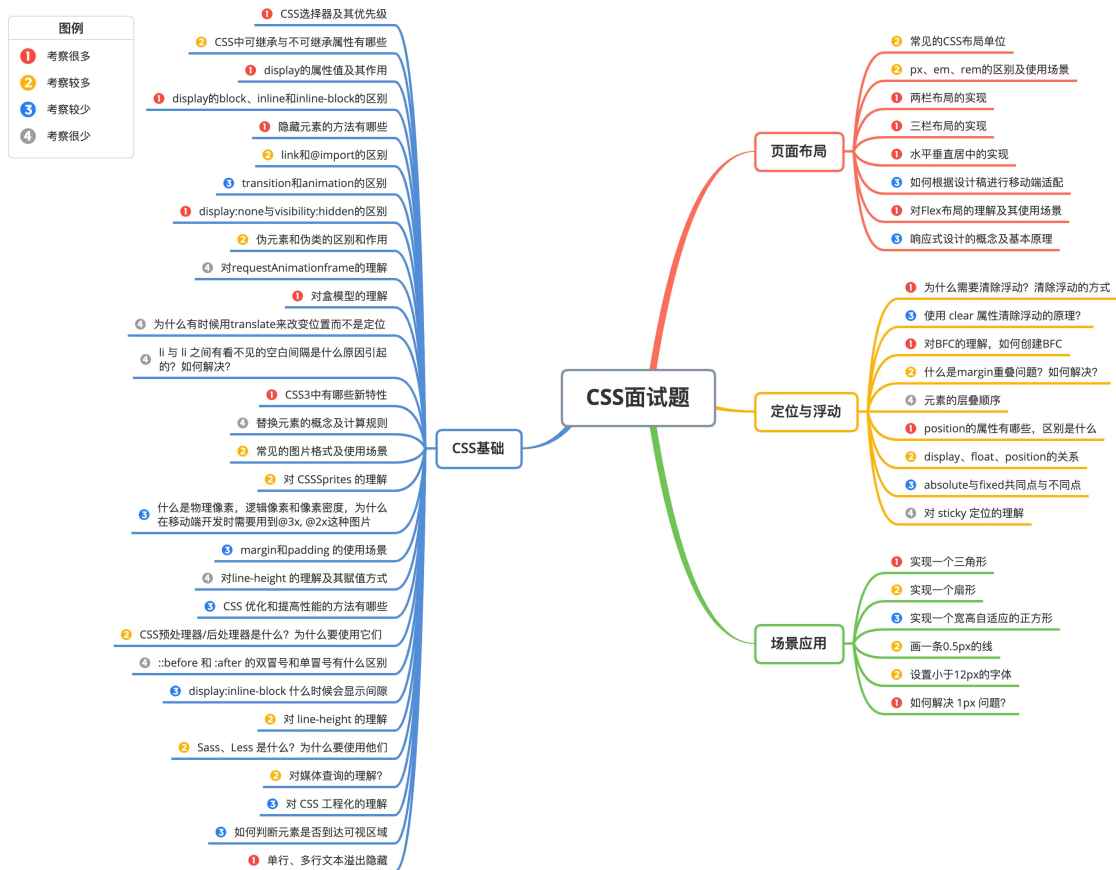 图例
1 考察很多
2 考察较多
3 考察较少
4 考察很少
CSS面试题
CSS基础
1 CSS选择器及其优先级
2 CSS中可继承与不可继承属性有哪些
1 display的属性值及其作用
1 display的block、inline和inline-block的区别
1 隐藏元素的方法有哪些
2 link和@import的区别
3 transition和animation的区别
1 display:none与visibility:hidden的区别
2 伪元素和伪类的区别和作用
4 对requestAnimationframe的理解
1 对盒模型的理解
4 为什么有时候用translate来改变位置而不是定位
4 li 与 li 之间有看不见的空白间隔是什么原因引起
的？如何解决？
1 CSS3中有哪些新特性
4 替换元素的概念及计算规则
2 常见的图片格式及使用场景
2 对 CSSSprites 的理解
3 什么是物理像素，逻辑像素和像素密度，为什么
在移动端开发时需要用到@3x, @2x这种图片
3 margin和padding 的使用场景
4 对line-height 的理解及其赋值方式
3 CSS 优化和提高性能的方法有哪些
2 CSS预处理器/后处理器是什么？为什么要使用它们
4 ::before 和 :after 的双冒号和单冒号有什么区别
3 display:inline-block 什么时候会显示间隙
2 对 line-height 的理解
2 Sass、Less 是什么？为什么要使用他们
2 对媒体查询的理解？
3 对 CSS 工程化的理解
3 如何判断元素是否到达可视区域
1 单行、多行文本溢出隐藏
页面布局
2 常见的CSS布局单位
2 px、em、rem的区别及使用场景
1 两栏布局的实现
1 三栏布局的实现
1 水平垂直居中的实现
3 如何根据设计稿进行移动端适配
1 对Flex布局的理解及其使用场景
3 响应式设计的概念及基本原理
定位与浮动
1 为什么需要清除浮动？清除浮动的方式
3 使用 clear 属性清除浮动的原理？
1 对BFC的理解，如何创建BFC
2 什么是margin重叠问题？如何解决？
4 元素的层叠顺序
1 position的属性有哪些，区别是什么
2 display、float、position的关系
3 absolute与fixed共同点与不同点
4 对 sticky 定位的理解
场景应用
1 实现一个三角形
2 实现一个扇形
3 实现一个宽高自适应的正方形
2 画一条0.5px的线
2 设置小于12px的字体
1 如何解决 1px 问题？